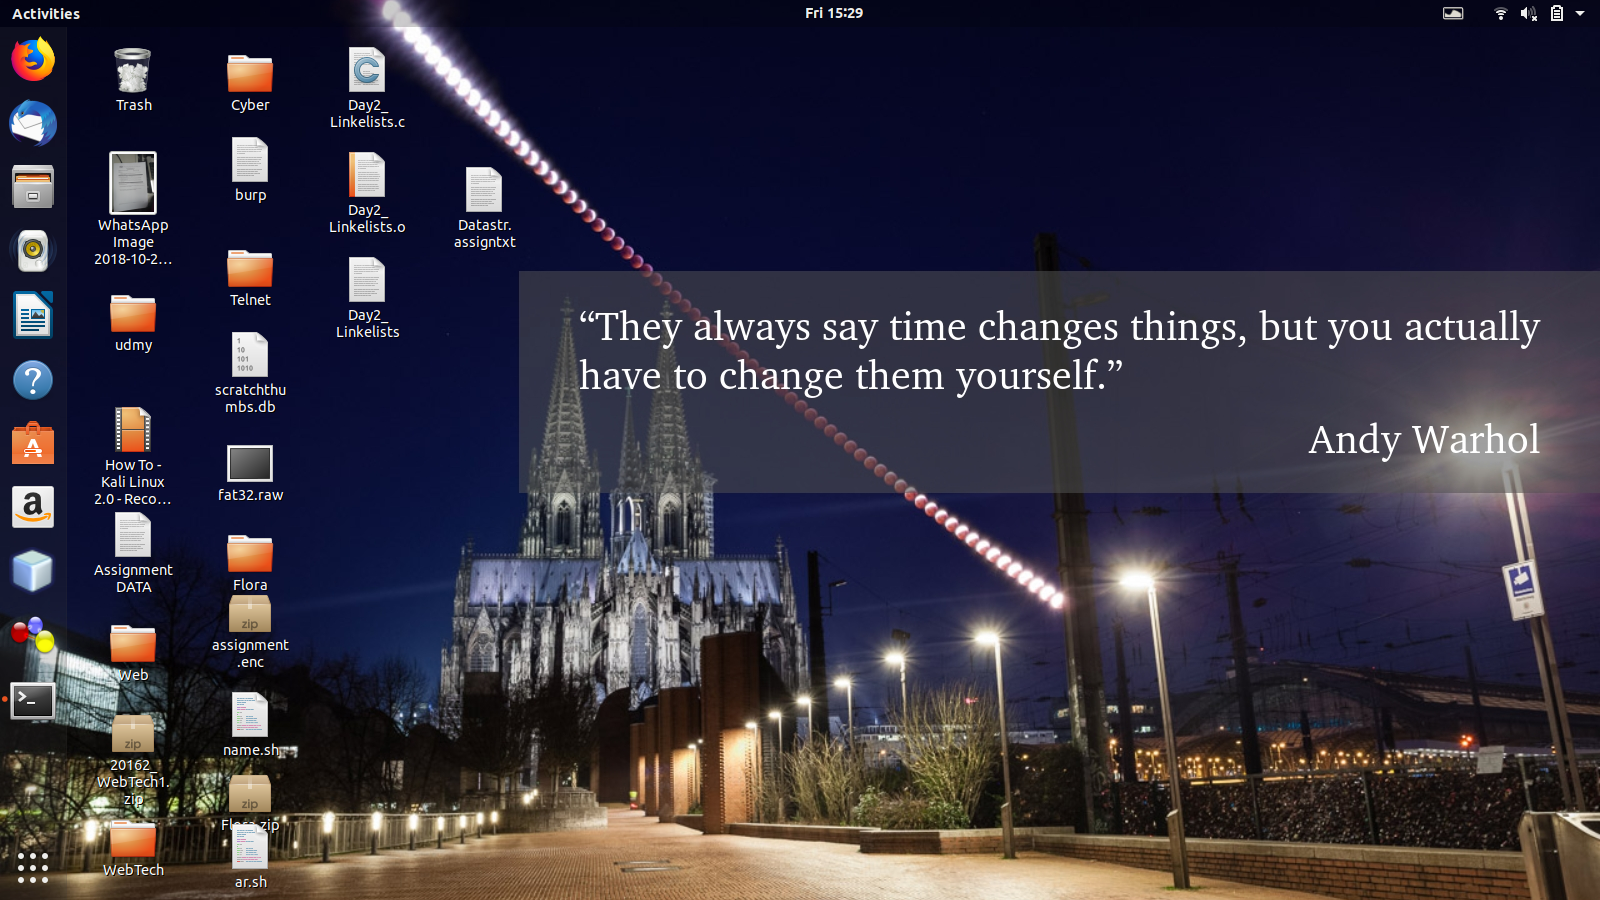 Activities
Fri 15:29
Trash
Cyber
Day2_
Linkelists.c
burp
WhatsApp
Image
2018-10-2...
Day2_
Linkelists.o
Datastr.
assigntxt
Telnet
udmy
Day2_
Linkelists
“They always say time changes things, but you actually
have to change them yourself.”
Andy Warhol
1
10
101
1010
scratchthu
mbs.db
How To -
Kali Linux
2.0 - Reco...
fat32.raw
Assignment
DATA
Flora
zip
assignment
.enc
Web
name.sh
zip
20162_
WebTech1.
zip
zip
Flora.zip
WebTech
ar.sh